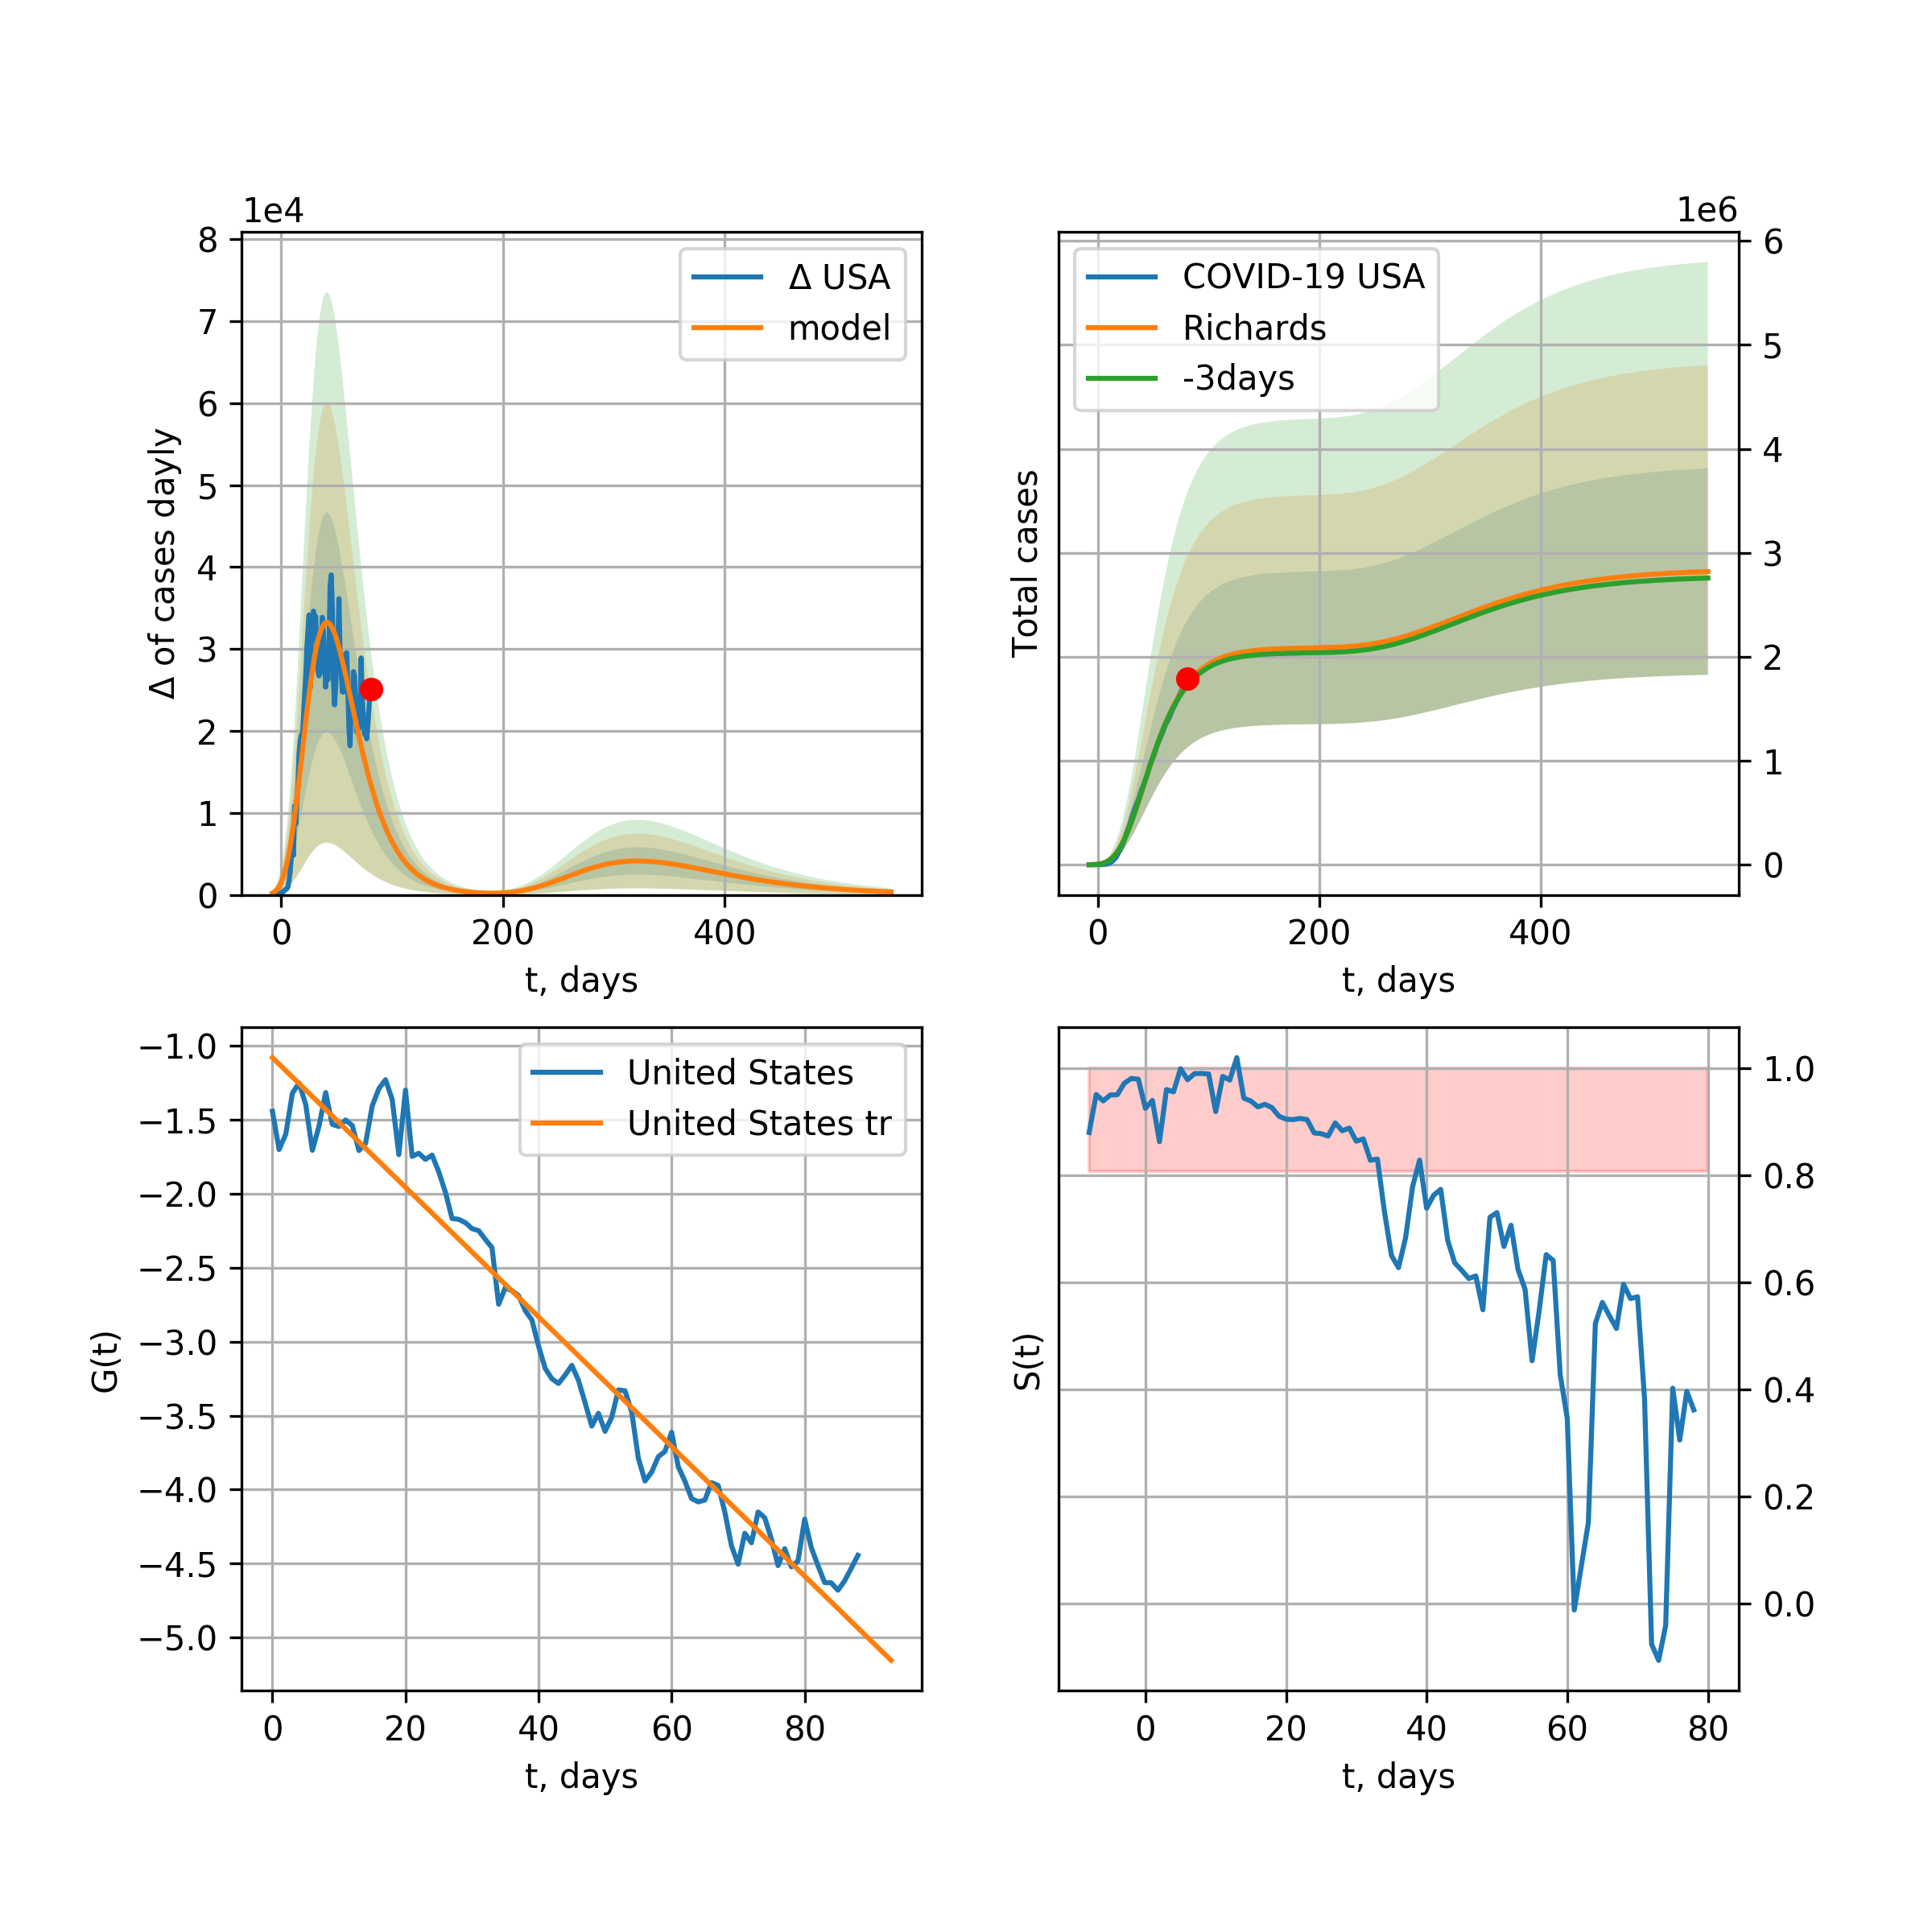 1e4
8
7
6
5
4
3
2
1
0
Δ of cases dayly
Δ USA
model
0 200 400
t, days
1e6
COVID-19 USA
Richards
-3days
Total cases
6
5
4
3
2
1
0
0 200 400
t, days
−1.0
−1.5
−2.0
−2.5
−3.0
−3.5
−4.0
−4.5
−5.0
G(t)
United States
United States tr
0 20 40 60 80
t, days
S(t)
1.0
0.8
0.6
0.4
0.2
0.0
0 20 40 60 80
t, days